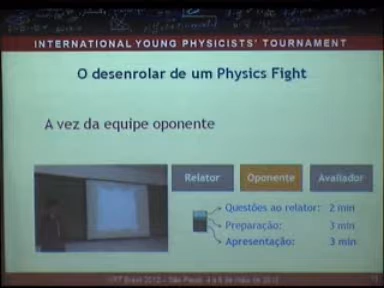 INTERNATIONAL YOUNG PHYSICISTS' TOURNAMENT
O desenrolar de um Physics Fight
A vez da equipe oponente
Relator Oponente Avaliador
Questões ao relator: 2 min
Preparação: 3 min
Apresentação: 3 min